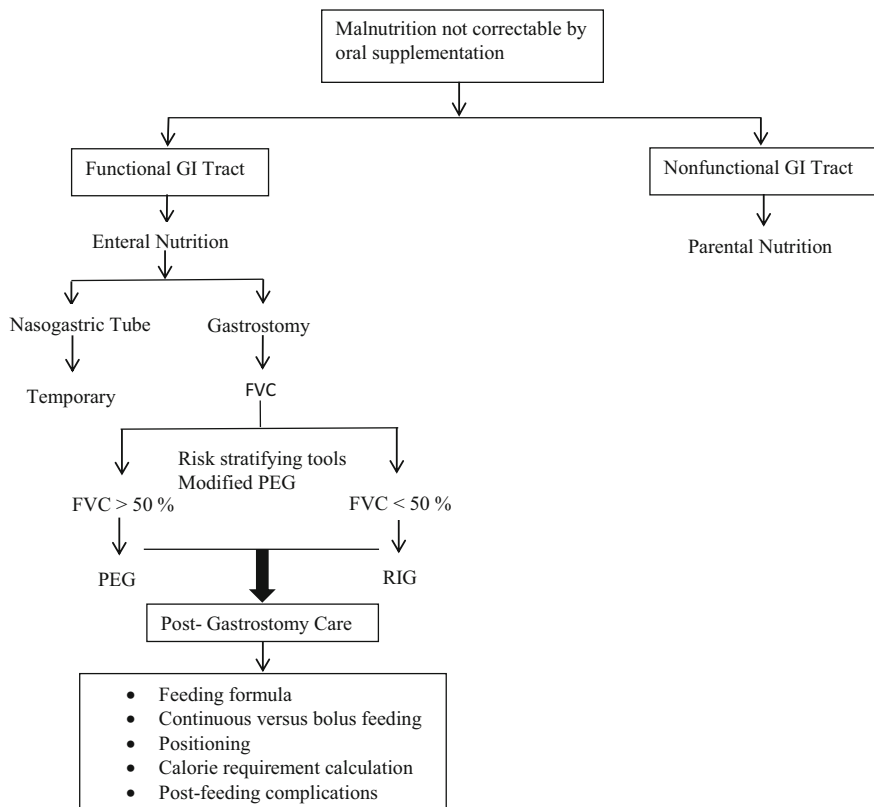 Malnutrition not correctable by
oral supplementation
Functional GI Tract
Nonfunctional GI Tract
Enteral Nutrition
Parental Nutrition
Nasogastric Tube
Gastrostomy
Temporary
FVC
Risk stratifying tools
Modified PEG
FVC > 50 %
FVC < 50 %
PEG
RIG
Post- Gastrostomy Care
• Feeding formula
• Continuous versus bolus feeding
• Positioning
• Calorie requirement calculation
• Post-feeding complications